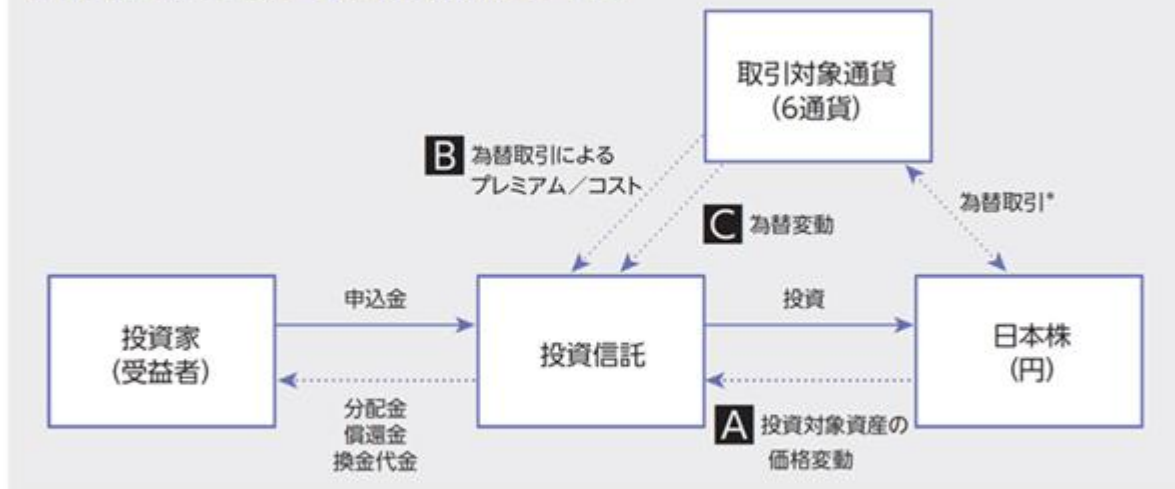 取引対象通貨
(6通貨)
B 為替取引による
プレミアム／コスト
C 為替変動
為替取引*
投資家
(受益者)
申込金
分配金
償還金
換金代金
投資信託
投資
A 投資対象資産の
価格変動
日本株
(円)